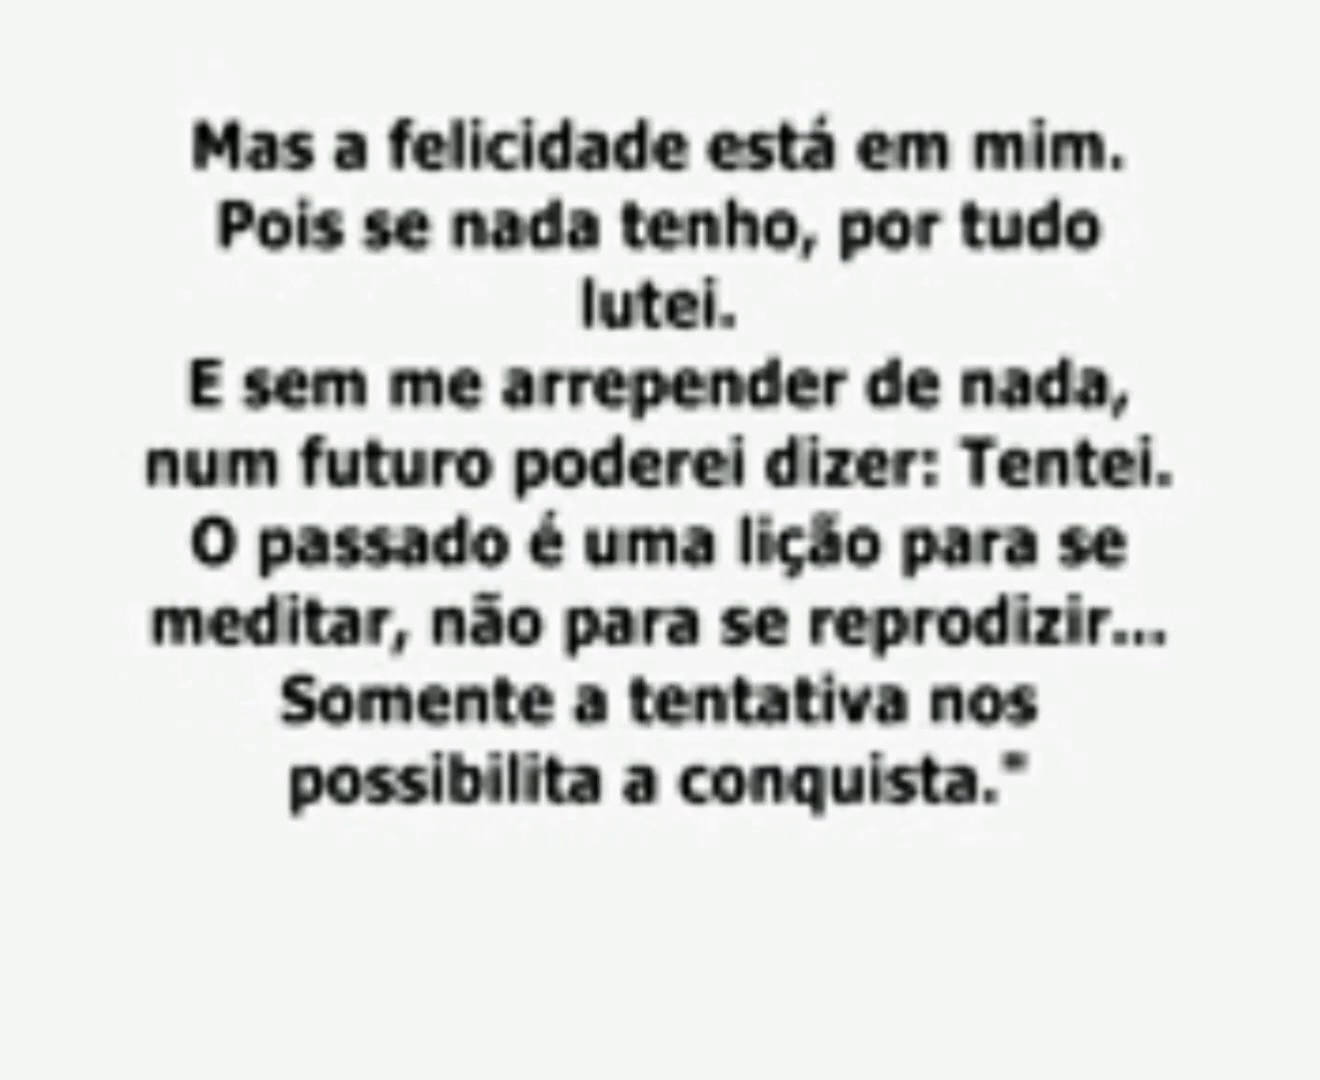 Mas a felicidade está em mim.
Pois se nada tenho, por tudo
lutei.
E sem me arrepender de nada,
num futuro poderei dizer: Tentei.
O passado é uma lição para se
meditar, não para se reprodizir...
Somente a tentativa nos
possibilita a conquista."